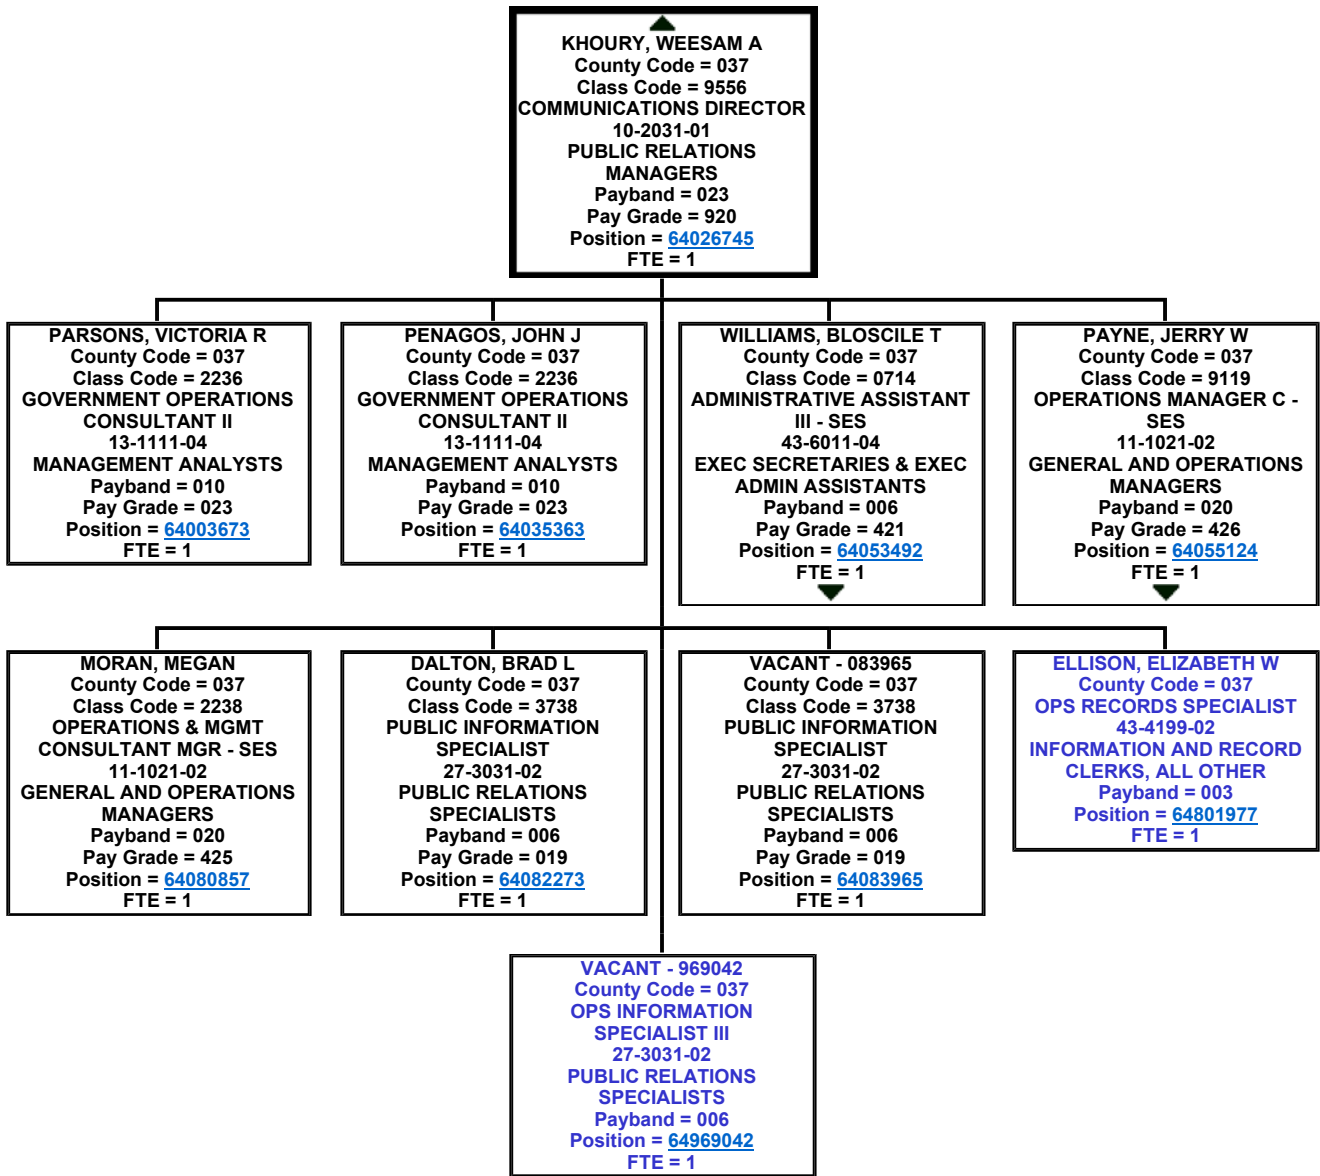 KHOURY, WEESAM A
County Code = 037
Class Code = 9556
COMMUNICATIONS DIRECTOR
10-2031-01
PUBLIC RELATIONS
MANAGERS
Payband = 023
Pay Grade = 920
Position = 64026745
FTE = 1
PARSONS, VICTORIA R
County Code = 037
Class Code = 2236
GOVERNMENT OPERATIONS
CONSULTANT II
13-1111-04
MANAGEMENT ANALYSTS
Payband = 010
Pay Grade = 023
Position = 64003673
FTE = 1
PENAGOS, JOHN J
County Code = 037
Class Code = 2236
GOVERNMENT OPERATIONS
CONSULTANT II
13-1111-04
MANAGEMENT ANALYSTS
Payband = 010
Pay Grade = 023
Position = 64035363
FTE = 1
WILLIAMS, BLOSCILE T
County Code = 037
Class Code = 0714
ADMINISTRATIVE ASSISTANT
III - SES
43-6011-04
EXEC SECRETARIES & EXEC
ADMIN ASSISTANTS
Payband = 006
Pay Grade = 421
Position = 64053492
FTE = 1
PAYNE, JERRY W
County Code = 037
Class Code = 9119
OPERATIONS MANAGER C -
SES
11-1021-02
GENERAL AND OPERATIONS
MANAGERS
Payband = 020
Pay Grade = 426
Position = 64055124
FTE = 1
MORAN, MEGAN
County Code = 037
Class Code = 2238
OPERATIONS & MGMT
CONSULTANT MGR - SES
11-1021-02
GENERAL AND OPERATIONS
MANAGERS
Payband = 020
Pay Grade = 425
Position = 64080857
FTE = 1
DALTON, BRAD L
County Code = 037
Class Code = 3738
PUBLIC INFORMATION
SPECIALIST
27-3031-02
PUBLIC RELATIONS
SPECIALISTS
Payband = 006
Pay Grade = 019
Position = 64082273
FTE = 1
VACANT - 083965
County Code = 037
Class Code = 3738
PUBLIC INFORMATION
SPECIALIST
27-3031-02
PUBLIC RELATIONS
SPECIALISTS
Payband = 006
Pay Grade = 019
Position = 64083965
FTE = 1
ELLISON, ELIZABETH W
County Code = 037
OPS RECORDS SPECIALIST
43-4199-02
INFORMATION AND RECORD
CLERKS, ALL OTHER
Payband = 003
Position = 64801977
FTE = 1
VACANT - 969042
County Code = 037
OPS INFORMATION
SPECIALIST III
27-3031-02
PUBLIC RELATIONS
SPECIALISTS
Payband = 006
Position = 64969042
FTE = 1